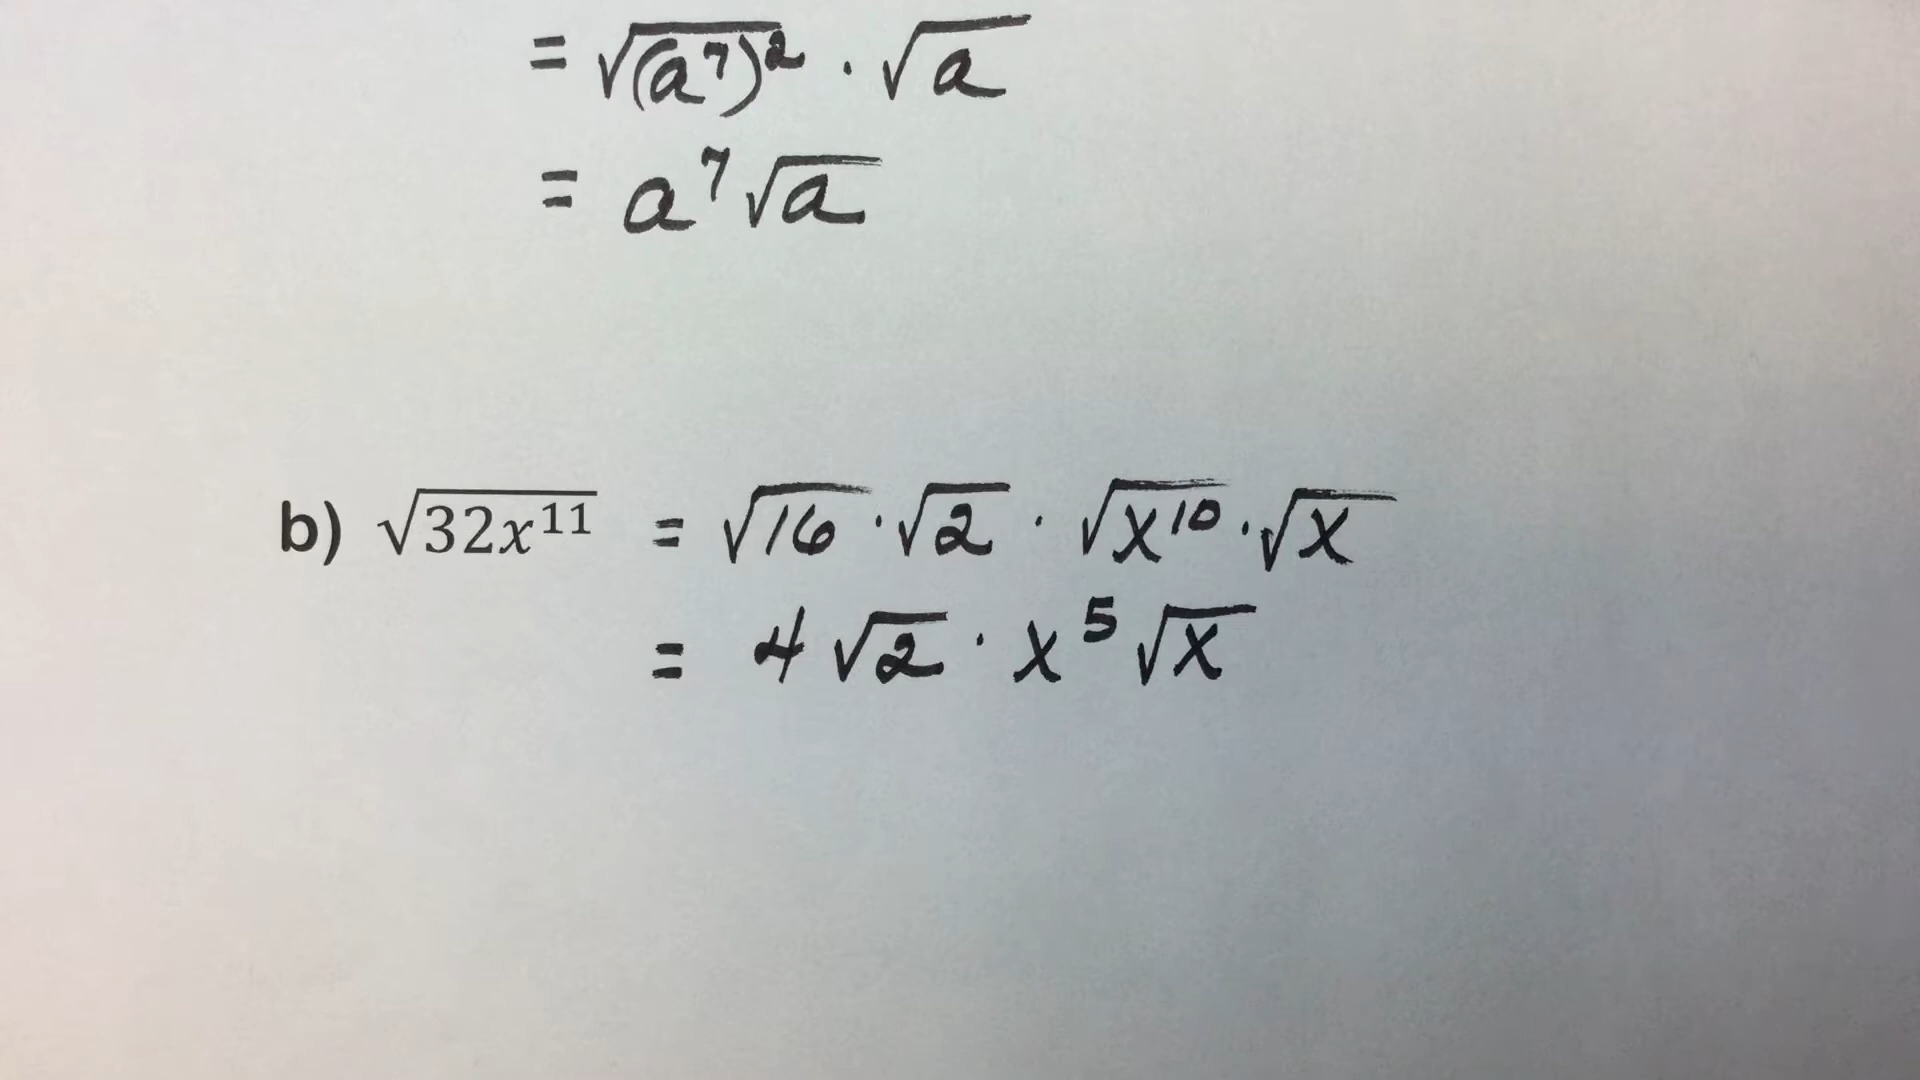 = √(a⁷)² · √a
= a⁷√a
b) √32x¹¹ = √16 · √2 · √x¹⁰ · √x
= 4√2 · x⁵√x